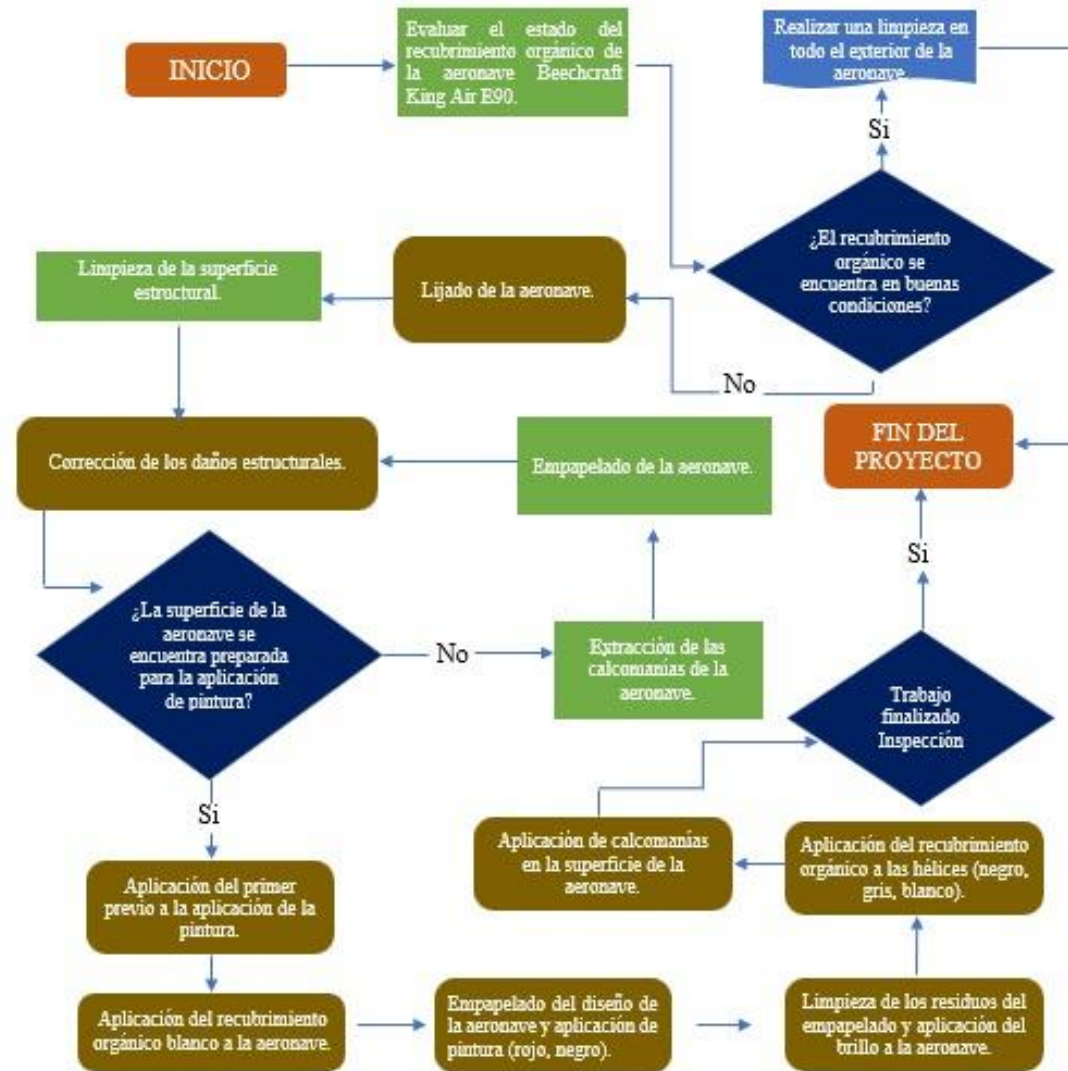 INICIO
Evaluar el estado del
recubrimiento orgánico de
la aeronave Beechcraft
King Air E90.
Realizar una limpieza en
todo el exterior de la
aeronave.
Si
¿El recubrimiento
orgánico se
encuentra en buenas
condiciones?
No
Lijado de la aeronave.
Limpieza de la superficie
estructural.
Corrección de los daños estructurales.
Empapelado de la aeronave.
FIN DEL
PROYECTO
Si
¿La superficie de la
aeronave se
encuentra preparada
para la aplicación
de pintura?
No
Extracción de las
calcomanías de la
aeronave.
Trabajo
finalizado
Inspección
Si
Aplicación del primer
previo a la aplicación de la
pintura.
Aplicación del recubrimiento
orgánico blanco a la aeronave.
Empapelado del diseño de
la aeronave y aplicación de
pintura (rojo, negro).
Limpieza de los residuos del
empapelado y aplicación del
brillo a la aeronave.
Aplicación del recubrimiento
orgánico a las hélices (negro,
gris, blanco).
Aplicación de calcomanías
en la superficie de la
aeronave.